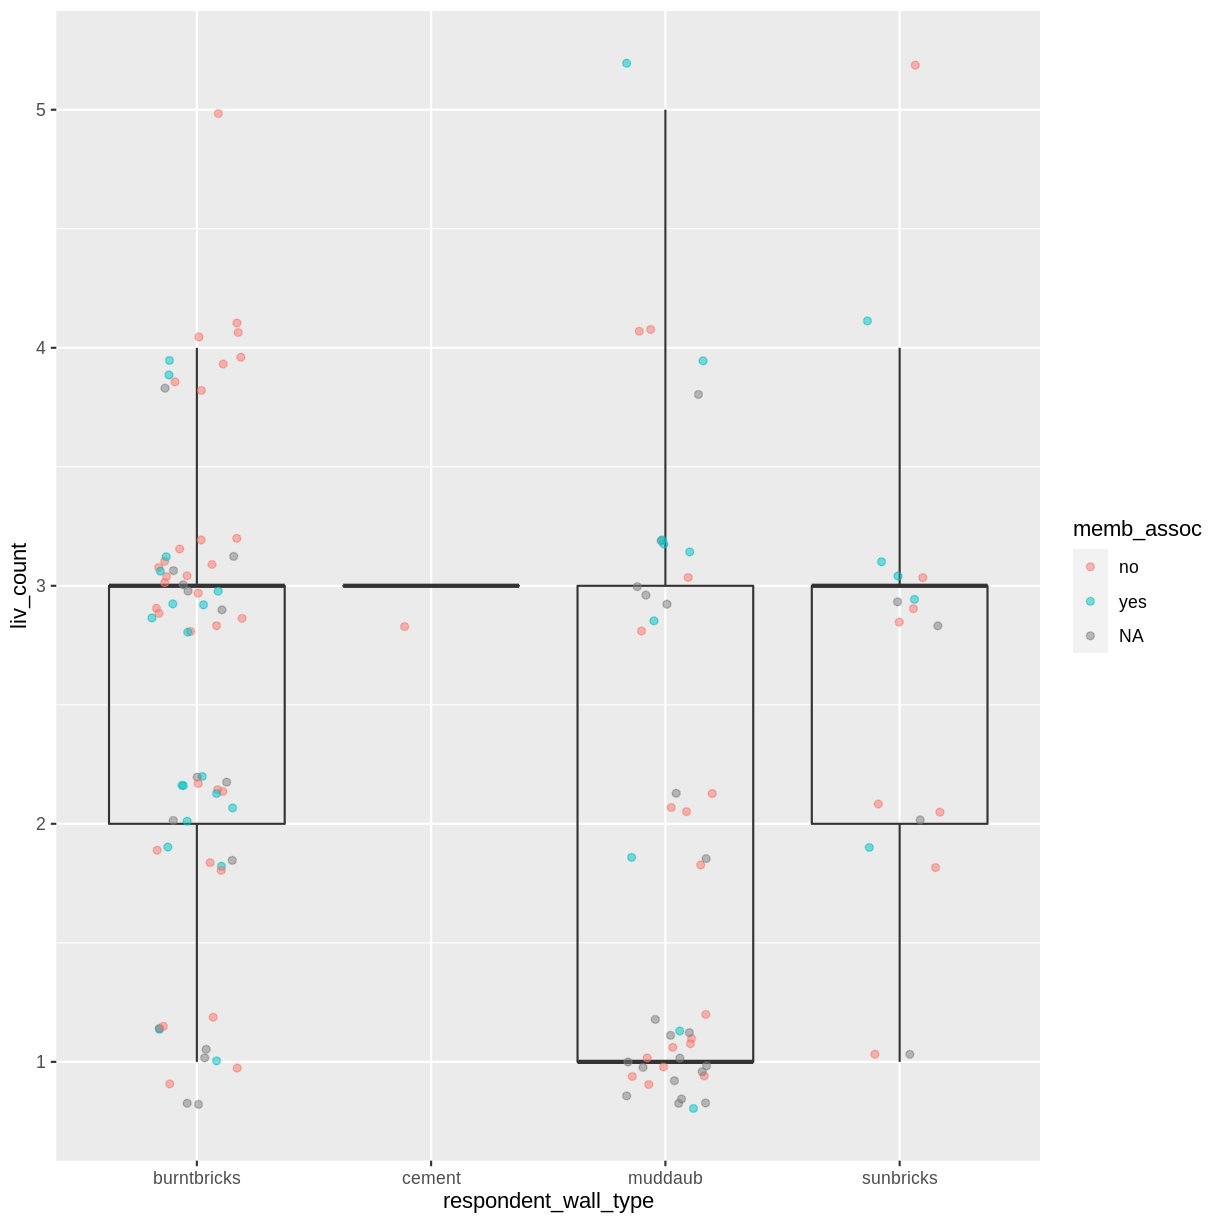 5
4
3
2
1
liv_count
burntbricks cement muddaub sunbricks
respondent_wall_type
memb_assoc
no
yes
NA